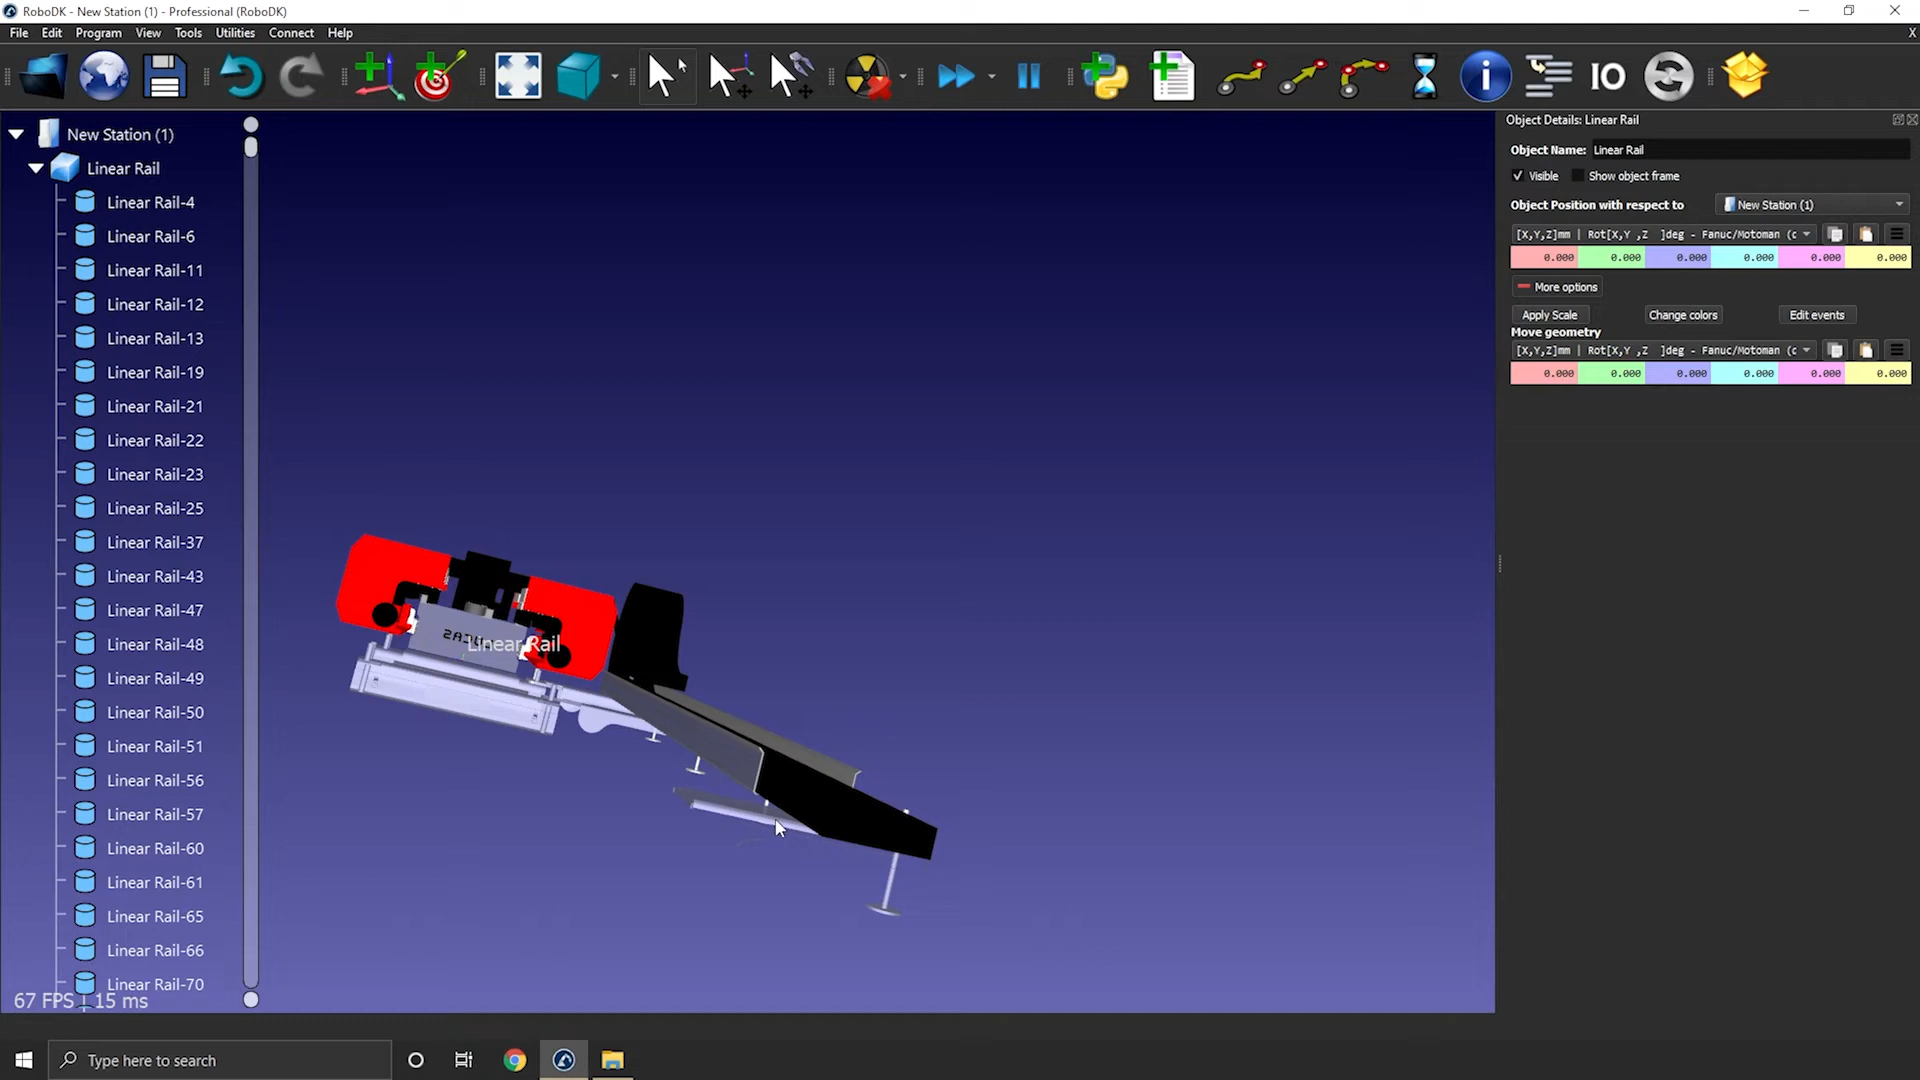 RoboDK - New Station (1) - Professional (RoboDK)
File Edit Program View Tools Utilities Connect Help X
IO
New Station (1)
Linear Rail
Linear Rail-4
Linear Rail-6
Linear Rail-11
Linear Rail-12
Linear Rail-13
Linear Rail-19
Linear Rail-21
Linear Rail-22
Linear Rail-23
Linear Rail-25
Linear Rail-37
Linear Rail-43
Linear Rail-47
Linear Rail-48
Linear Rail-49
Linear Rail-50
Linear Rail-51
Linear Rail-56
Linear Rail-57
Linear Rail-60
Linear Rail-61
Linear Rail-65
Linear Rail-66
Linear Rail-70
67 FPS 15 ms
Linear Rail
Object Details: Linear Rail
Object Name: Linear Rail
Visible Show object frame
Object Position with respect to New Station (1)
[X,Y,Z]mm | Rot[X,Y ,Z ]deg - Fanuc/Motoman (c
0.000 0.000 0.000 0.000 0.000 0.000
More options
Apply Scale Change colors Edit events
Move geometry
[X,Y,Z]mm | Rot[X,Y ,Z ]deg - Fanuc/Motoman (c
0.000 0.000 0.000 0.000 0.000 0.000
Type here to search